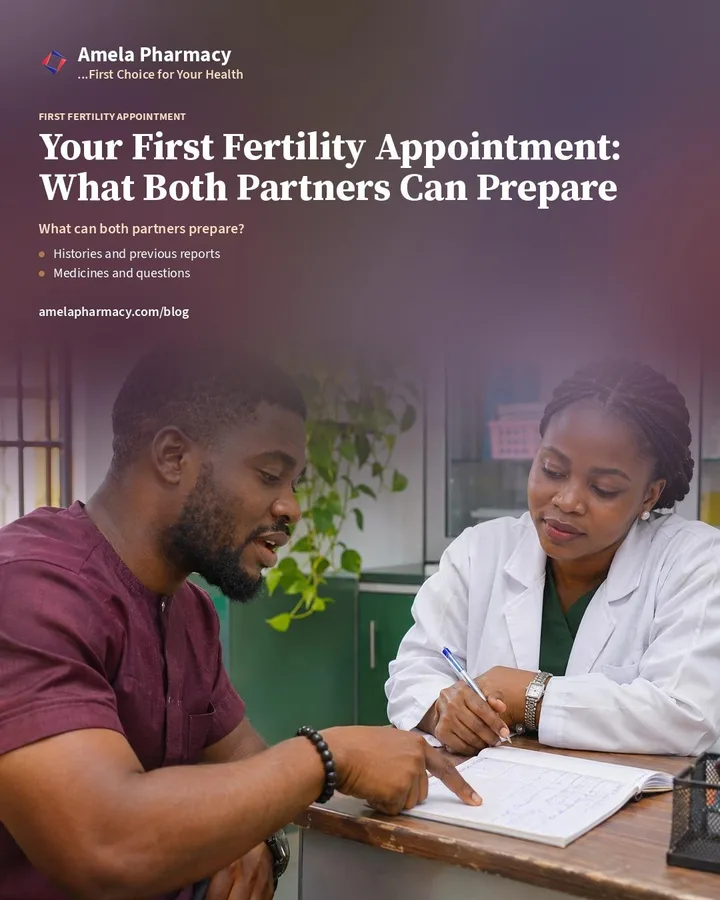 Amela Pharmacy
...First Choice for Your Health
FIRST FERTILITY APPOINTMENT
Your First Fertility Appointment:
What Both Partners Can Prepare
What can both partners prepare?
Histories and previous reports
Medicines and questions
amelapharmacy.com/blog